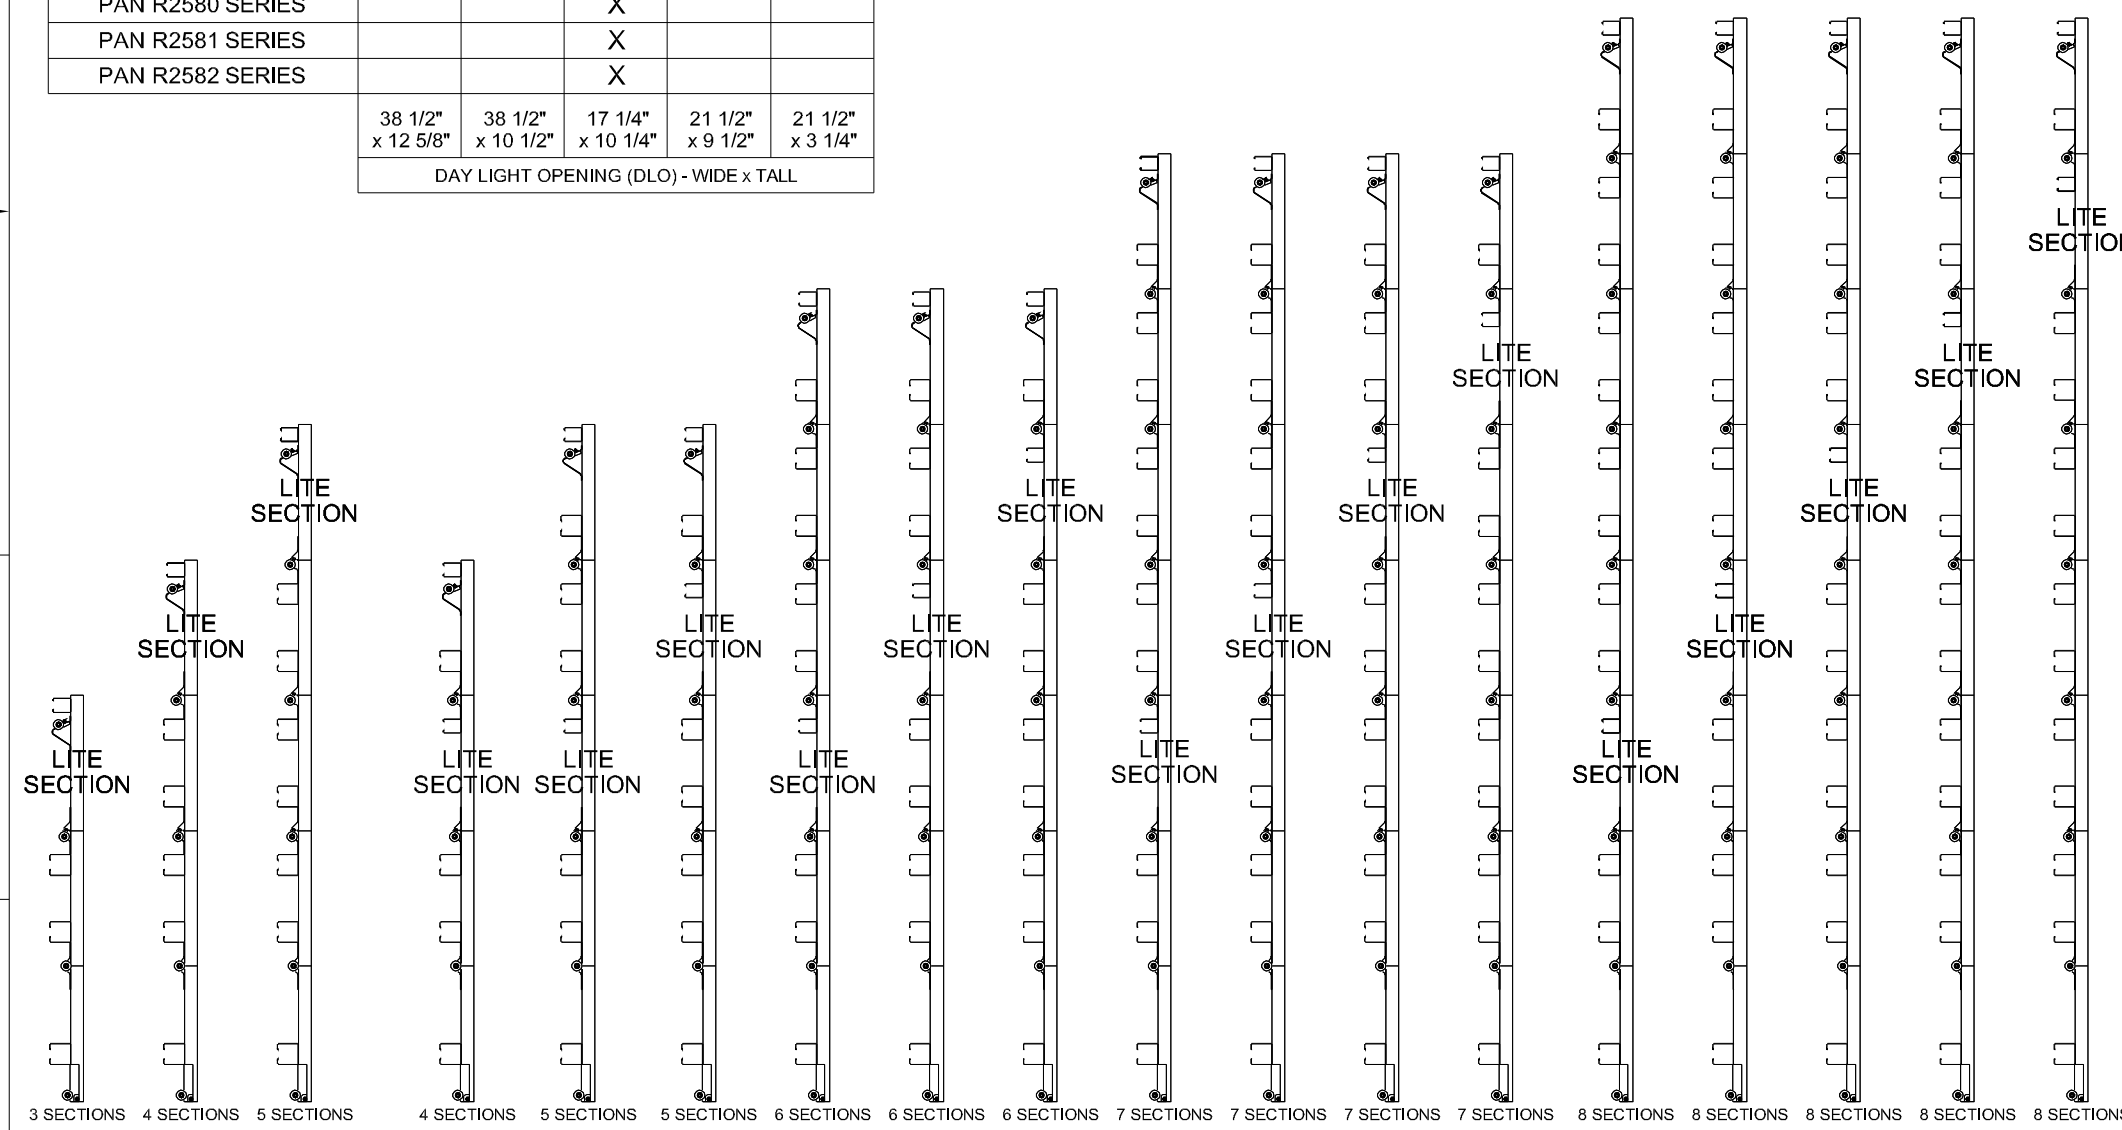 PAN R2580 SERIES X
PAN R2581 SERIES X
PAN R2582 SERIES X
38 1/2" 38 1/2" 17 1/4" 21 1/2" 21 1/2"
x 12 5/8" x 10 1/2" x 10 1/4" x 9 1/2" x 3 1/4"
DAY LIGHT OPENING (DLO) - WIDE x TALL
LITE
SECTION
LITE
SECTION
LITE
SECTION
LITE
SECTION
LITE
SECTION
LITE
SECTION
LITE
SECTION
LITE
SECTION
LITE
SECTION
LITE
SECTION
LITE
SECTION
LITE
SECTION
LITE
SECTION
LITE
SECTION
LITE
SECTION
LITE
SECTION
LITE
SECTION
LITE
SECTION
3 SECTIONS 4 SECTIONS 5 SECTIONS 4 SECTIONS 5 SECTIONS 5 SECTIONS 6 SECTIONS 6 SECTIONS 6 SECTIONS 7 SECTIONS 7 SECTIONS 7 SECTIONS 7 SECTIONS 8 SECTIONS 8 SECTIONS 8 SECTIONS 8 SECTIONS 8 SECTIONS